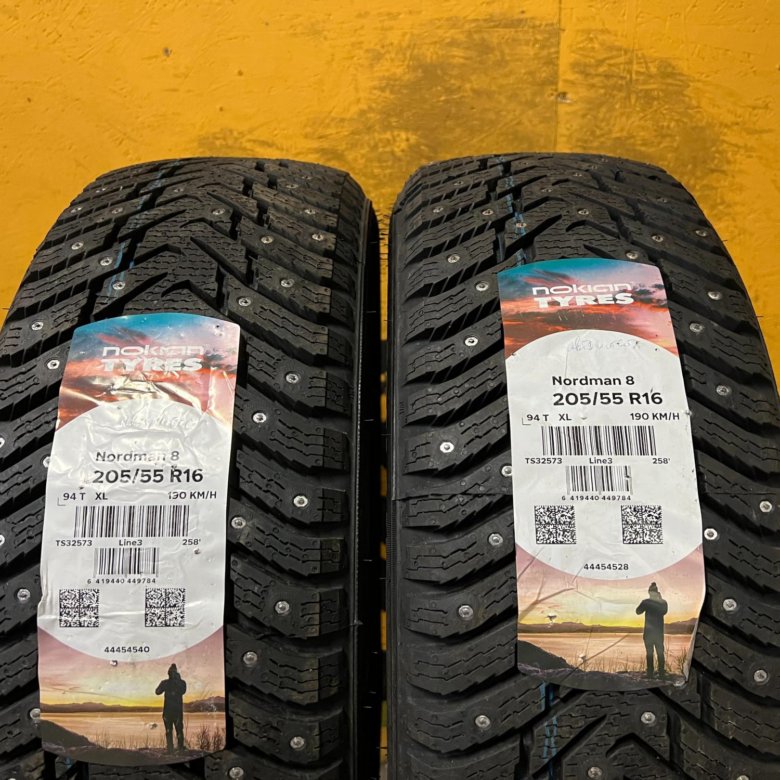 nokian
TYRES
Nordman 8
205/55 R16
94 T XL 190 KM/H
TS32573 Line3 258'
6 419440 449784
44454540
nokian
TYRES
Nordman 8
205/55 R16
94 T XL 190 KM/H
TS32573 Line3 258'
6 419440 449784
44454528